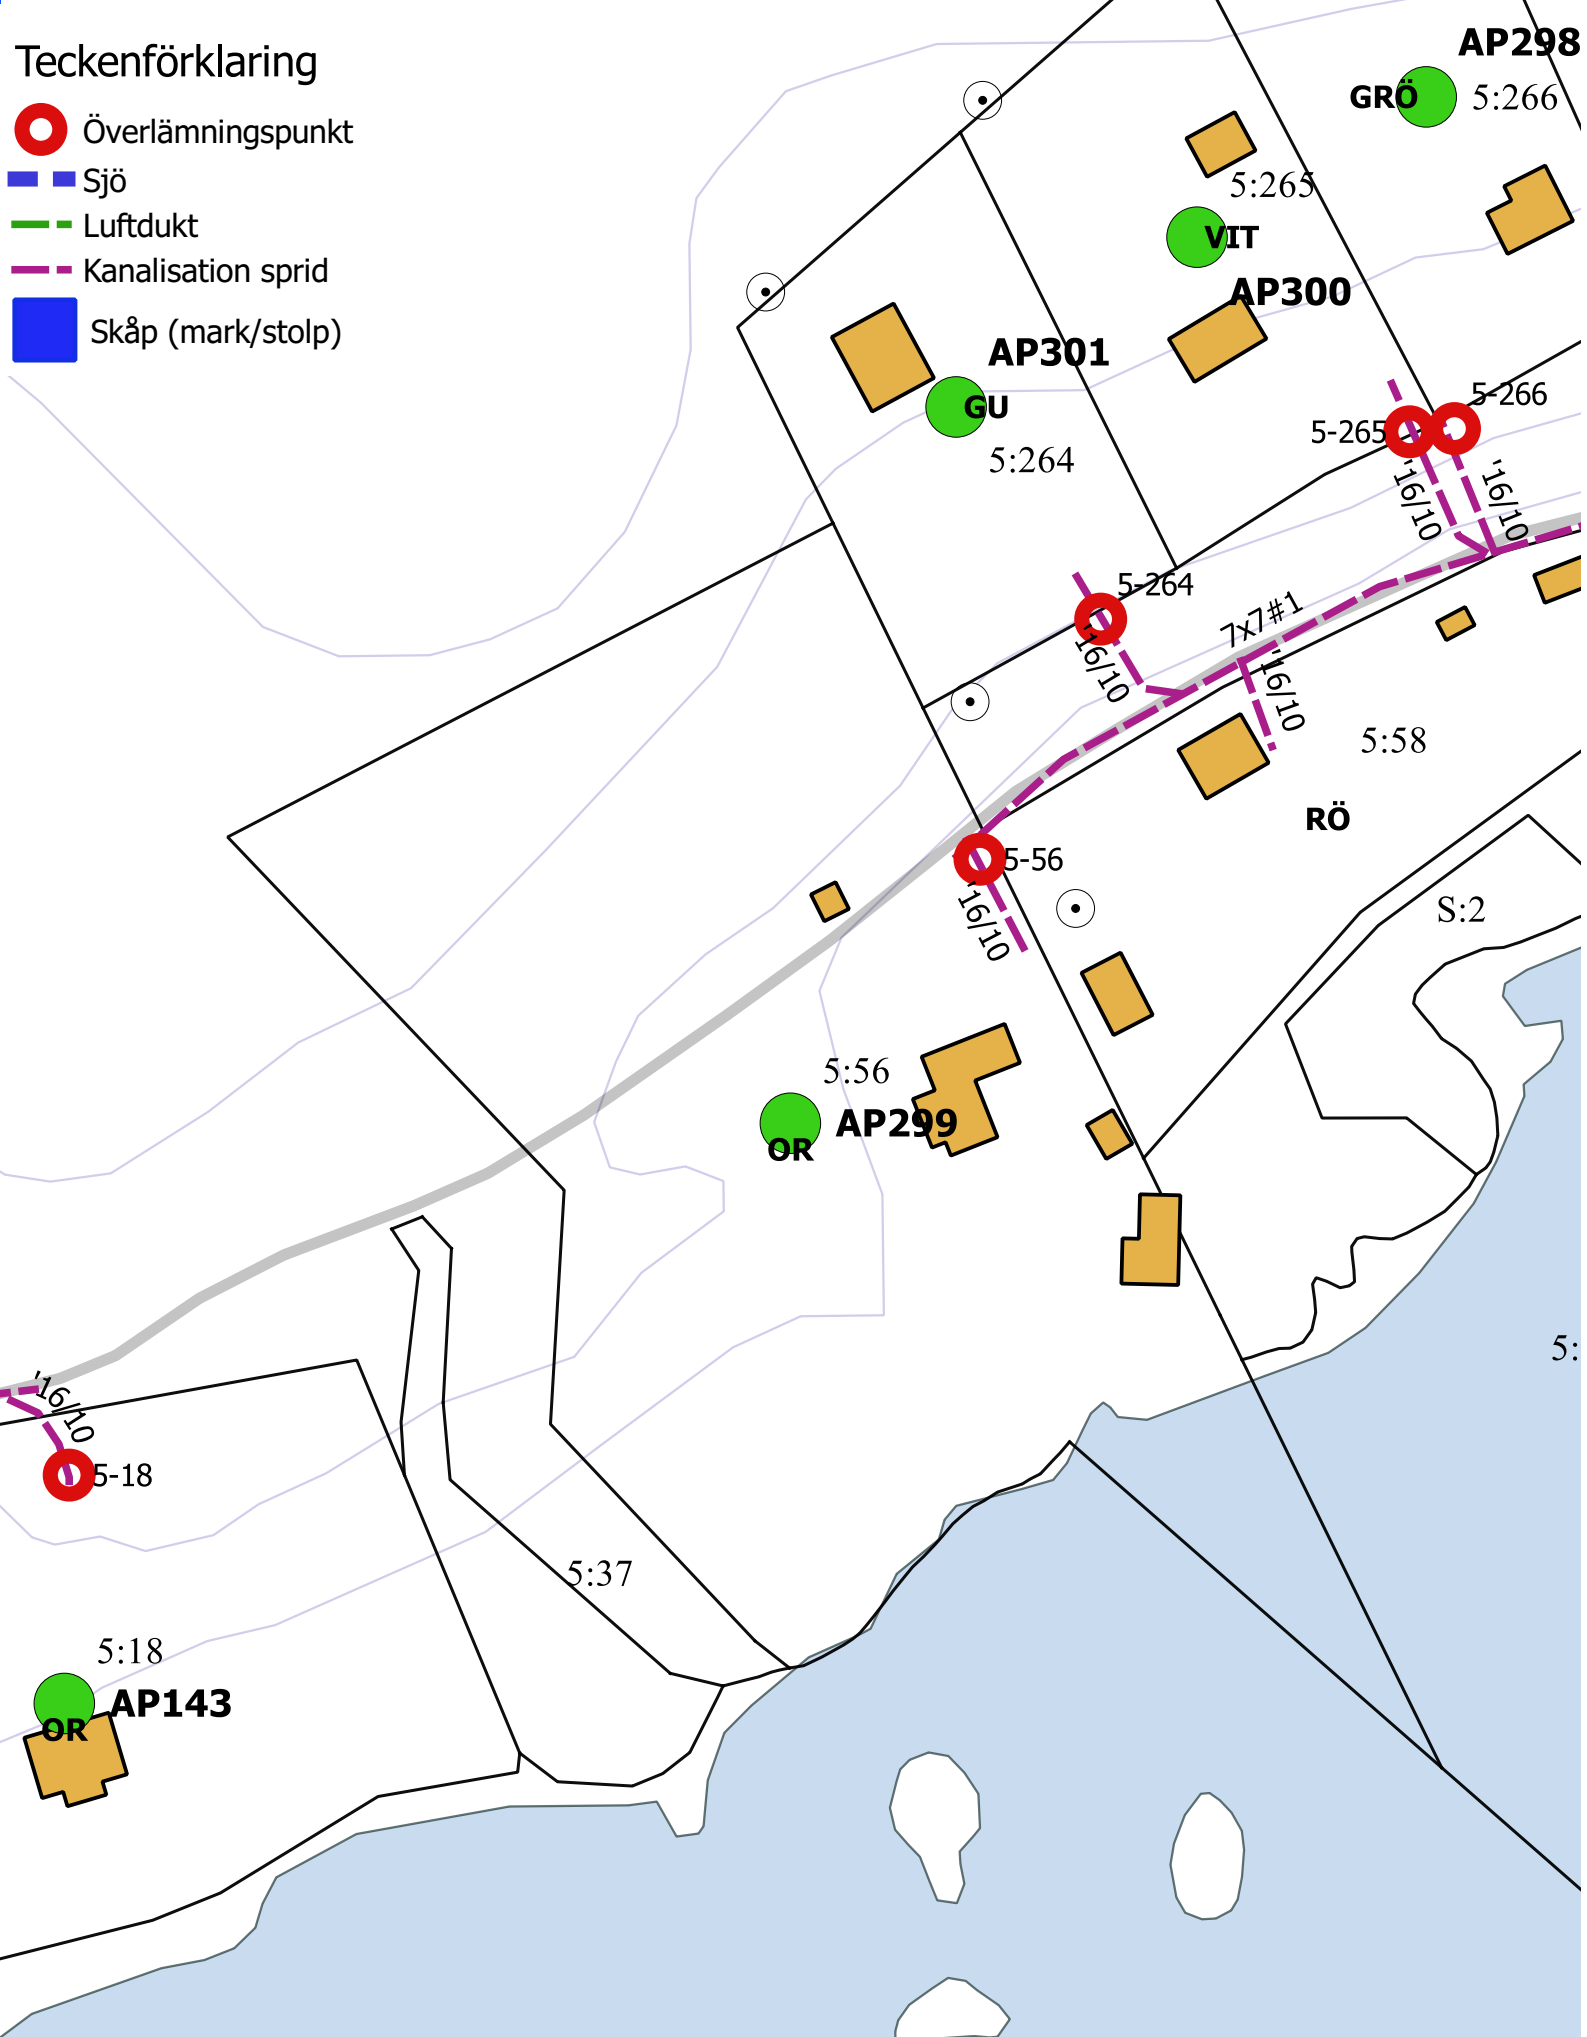 Teckenförklaring
Överlämningspunkt
Sjö
Luftdukt
Kanalisation sprid
Skåp (mark/stolp)
AP298
GRÖ
5:266
5:265
VIT
AP300
AP301
GU
5:264
5-266
5-265
'16/10
'16/10
5-264
'16/10
7x7#1
'16/10
5:58
RÖ
5-56
'16/10
S:2
5:56
AP299
OR
5:
'16/10
5-18
5:37
5:18
AP143
OR